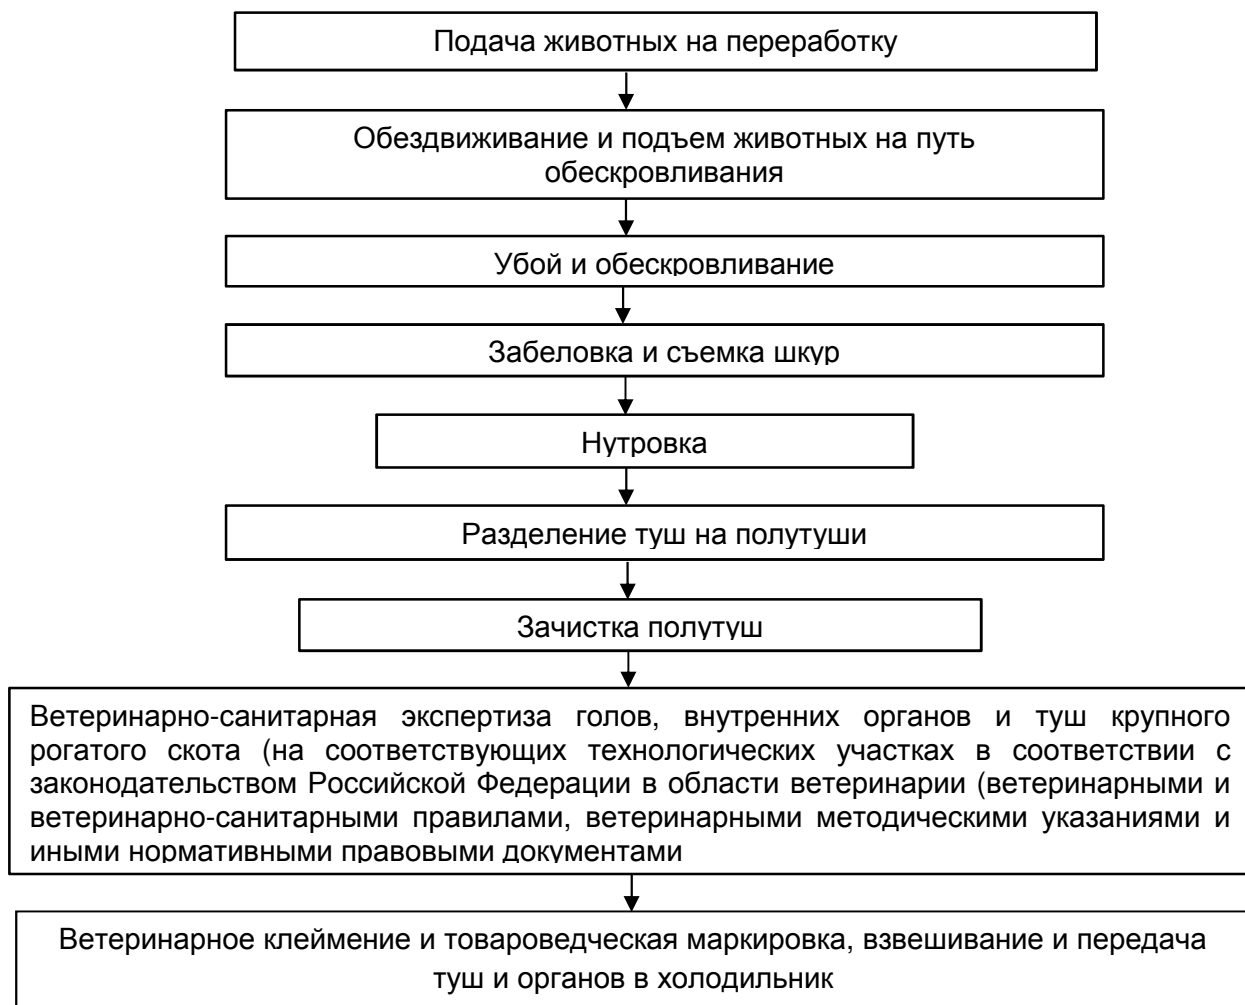 Подача животных на переработку
Обездвиживание и подъем животных на путь
обескровливания
Убой и обескровливание
Забеловка и съемка шкур
Нутровка
Разделение туш на полутуши
Зачистка полутуш
Ветеринарно-санитарная экспертиза голов, внутренних органов и туш крупного
рогатого скота (на соответствующих технологических участках в соответствии с
законодательством Российской Федерации в области ветеринарии (ветеринарными и
ветеринарно-санитарными правилами, ветеринарными методическими указаниями и
иными нормативными правовыми документами
Ветеринарное клеймение и товароведческая маркировка, взвешивание и передача
туш и органов в холодильник